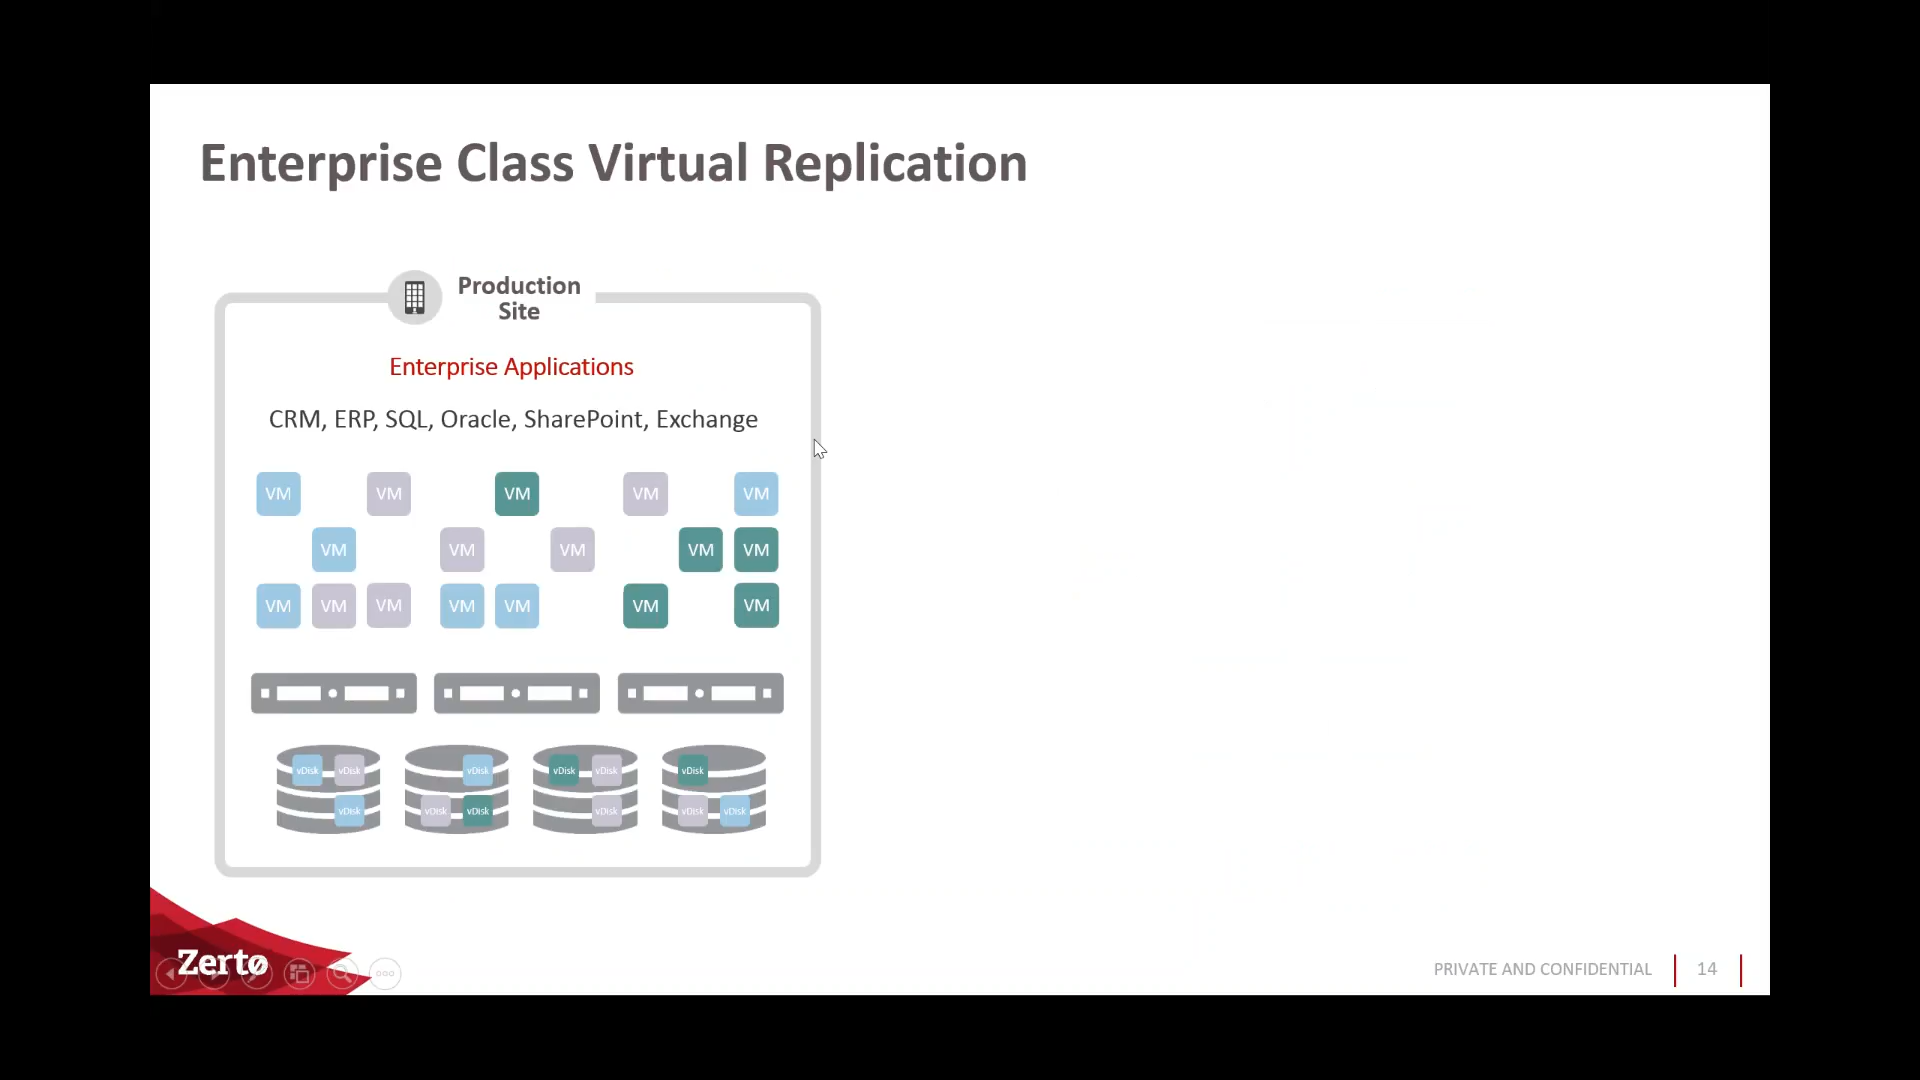 Enterprise Class Virtual Replication
Production
Site
Enterprise Applications
CRM, ERP, SQL, Oracle, SharePoint, Exchange
VM VM VM VM VM
VM VM VM VM VM
VM VM VM VM VM VM VM
vDisk vDisk vDisk vDisk vDisk vDisk
vDisk vDisk vDisk vDisk vDisk vDisk
Zerto
PRIVATE AND CONFIDENTIAL 14